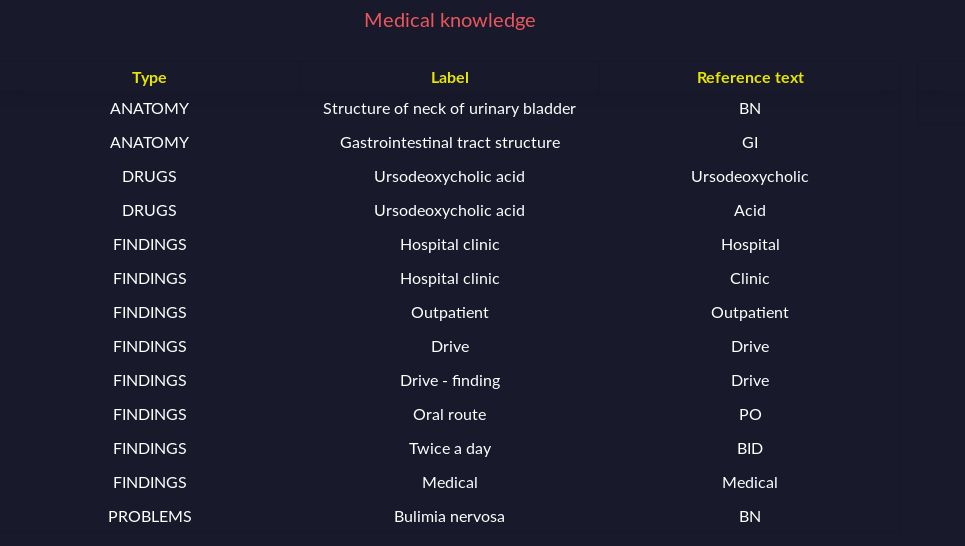 Medical knowledge
Type Label Reference text
ANATOMY Structure of neck of urinary bladder BN
ANATOMY Gastrointestinal tract structure GI
DRUGS Ursodeoxycholic acid Ursodeoxycholic
DRUGS Ursodeoxycholic acid Acid
FINDINGS Hospital clinic Hospital
FINDINGS Hospital clinic Clinic
FINDINGS Outpatient Outpatient
FINDINGS Drive Drive
FINDINGS Drive - finding Drive
FINDINGS Oral route PO
FINDINGS Twice a day BID
FINDINGS Medical Medical
PROBLEMS Bulimia nervosa BN